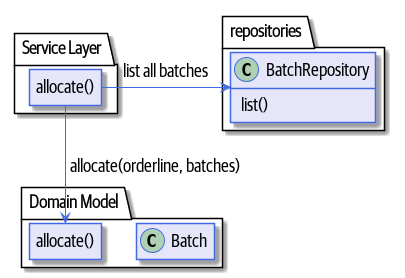 repositories
Service Layer
C BatchRepository
list all batches
allocate()
list()
allocate(orderline, batches)
Domain Model
allocate()
C Batch